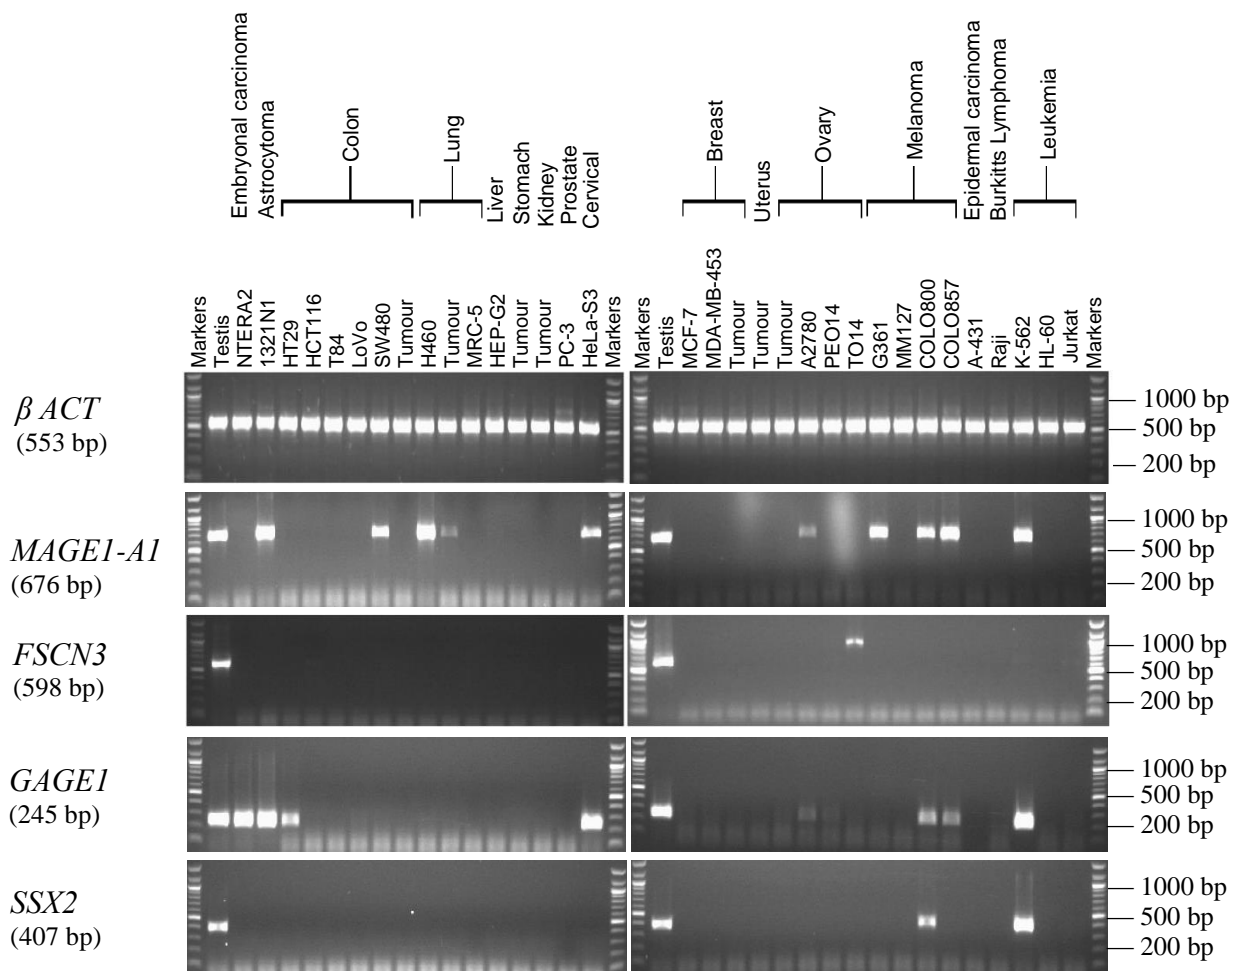 Embryonal carcinoma
Astrocytoma
Colon
Lung
Liver
Stomach
Kidney
Prostate
Cervical
Breast
Uterus
Ovary
Melanoma
Epidermal carcinoma
Burkitts Lymphoma
Leukemia
Markers
Testis
NTERA2
1321N1
HT29
HCT116
T84
LoVo
SW480
Tumour
H460
Tumour
MRC-5
HEP-G2
Tumour
Tumour
PC-3
HeLa-S3
Markers
Markers
Testis
MCF-7
MDA-MB-453
Tumour
Tumour
Tumour
A2780
PEO14
TO14
G361
MM127
COLO800
COLO857
A-431
Raji
K-562
HL-60
Jurkat
Markers
β ACT
(553 bp)
1000 bp
500 bp
200 bp
MAGE1-A1
(676 bp)
1000 bp
500 bp
200 bp
FSCN3
(598 bp)
1000 bp
500 bp
200 bp
GAGE1
(245 bp)
1000 bp
500 bp
200 bp
SSX2
(407 bp)
1000 bp
500 bp
200 bp